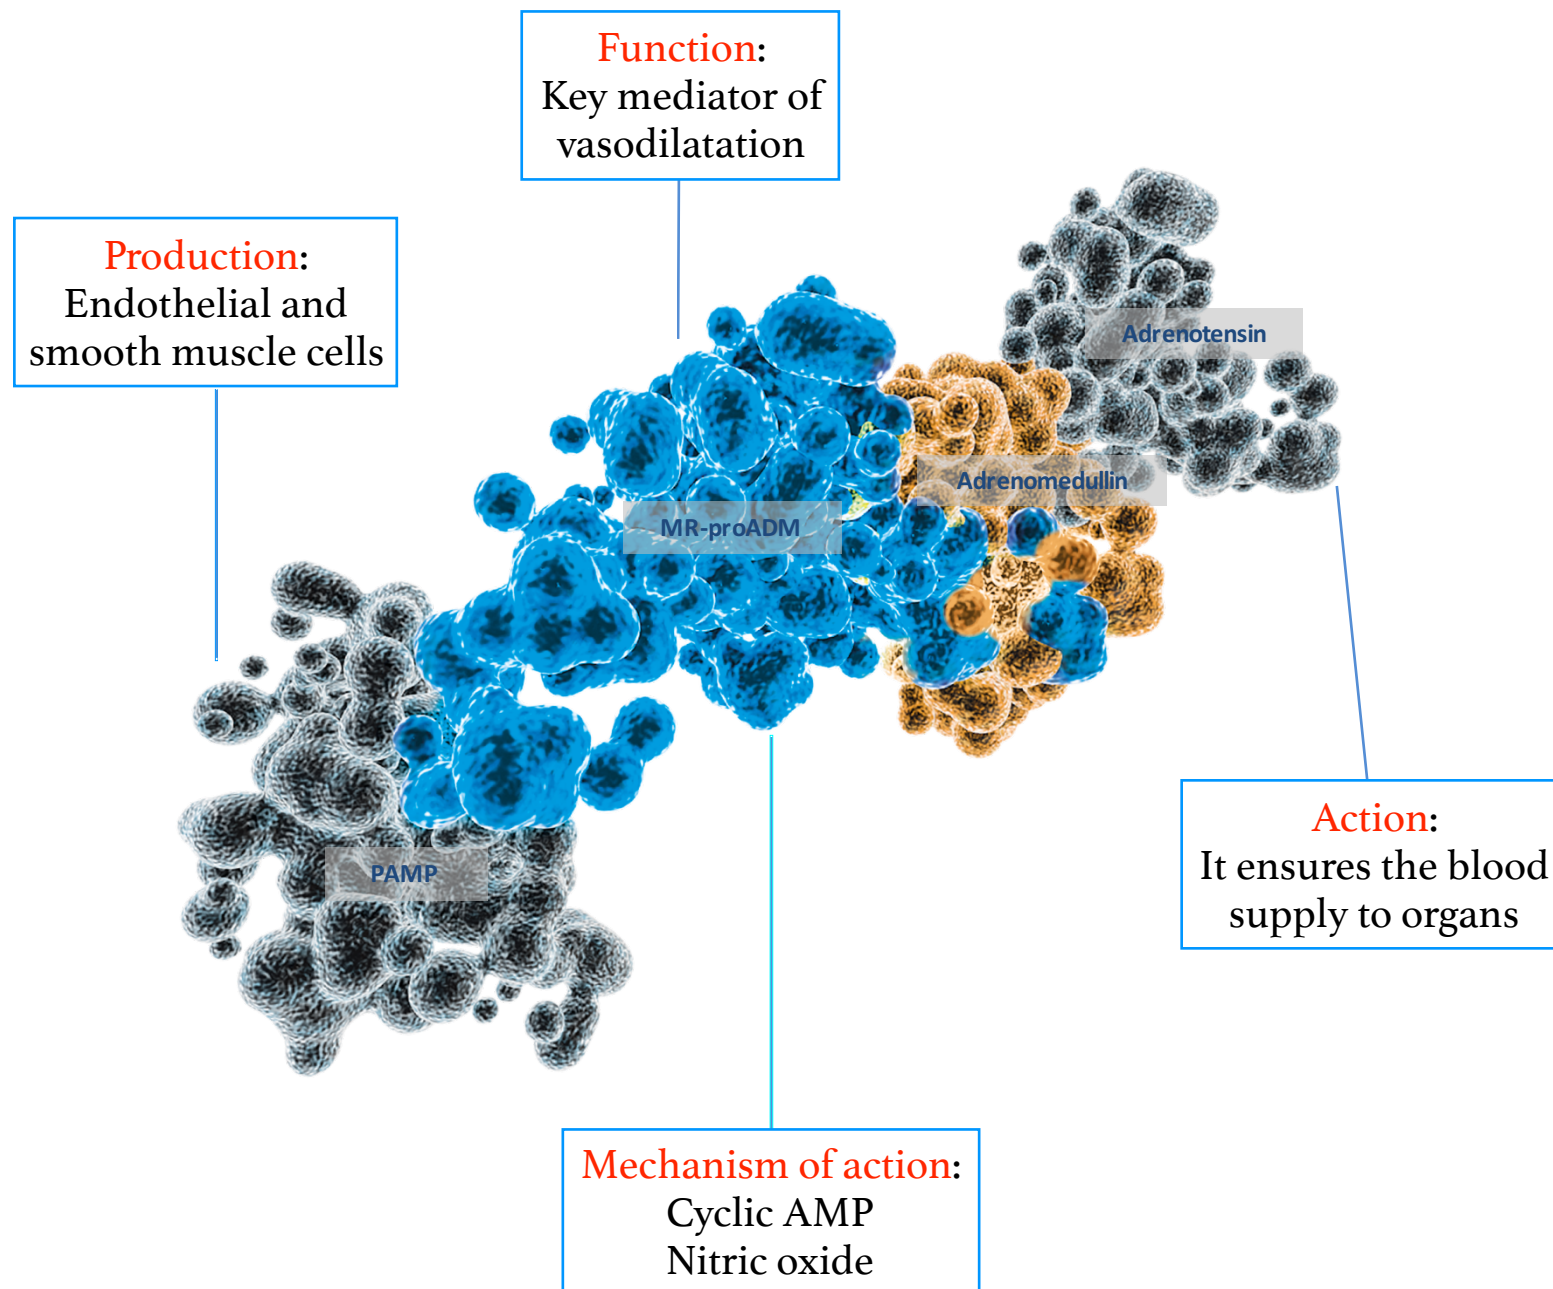 Function:
Key mediator of
vasodilatation
Production:
Endothelial and
smooth muscle cells
Adrenotensin
Adrenomedullin
MR-proADM
PAMP
Action:
It ensures the blood
supply to organs
Mechanism of action:
Cyclic AMP
Nitric oxide